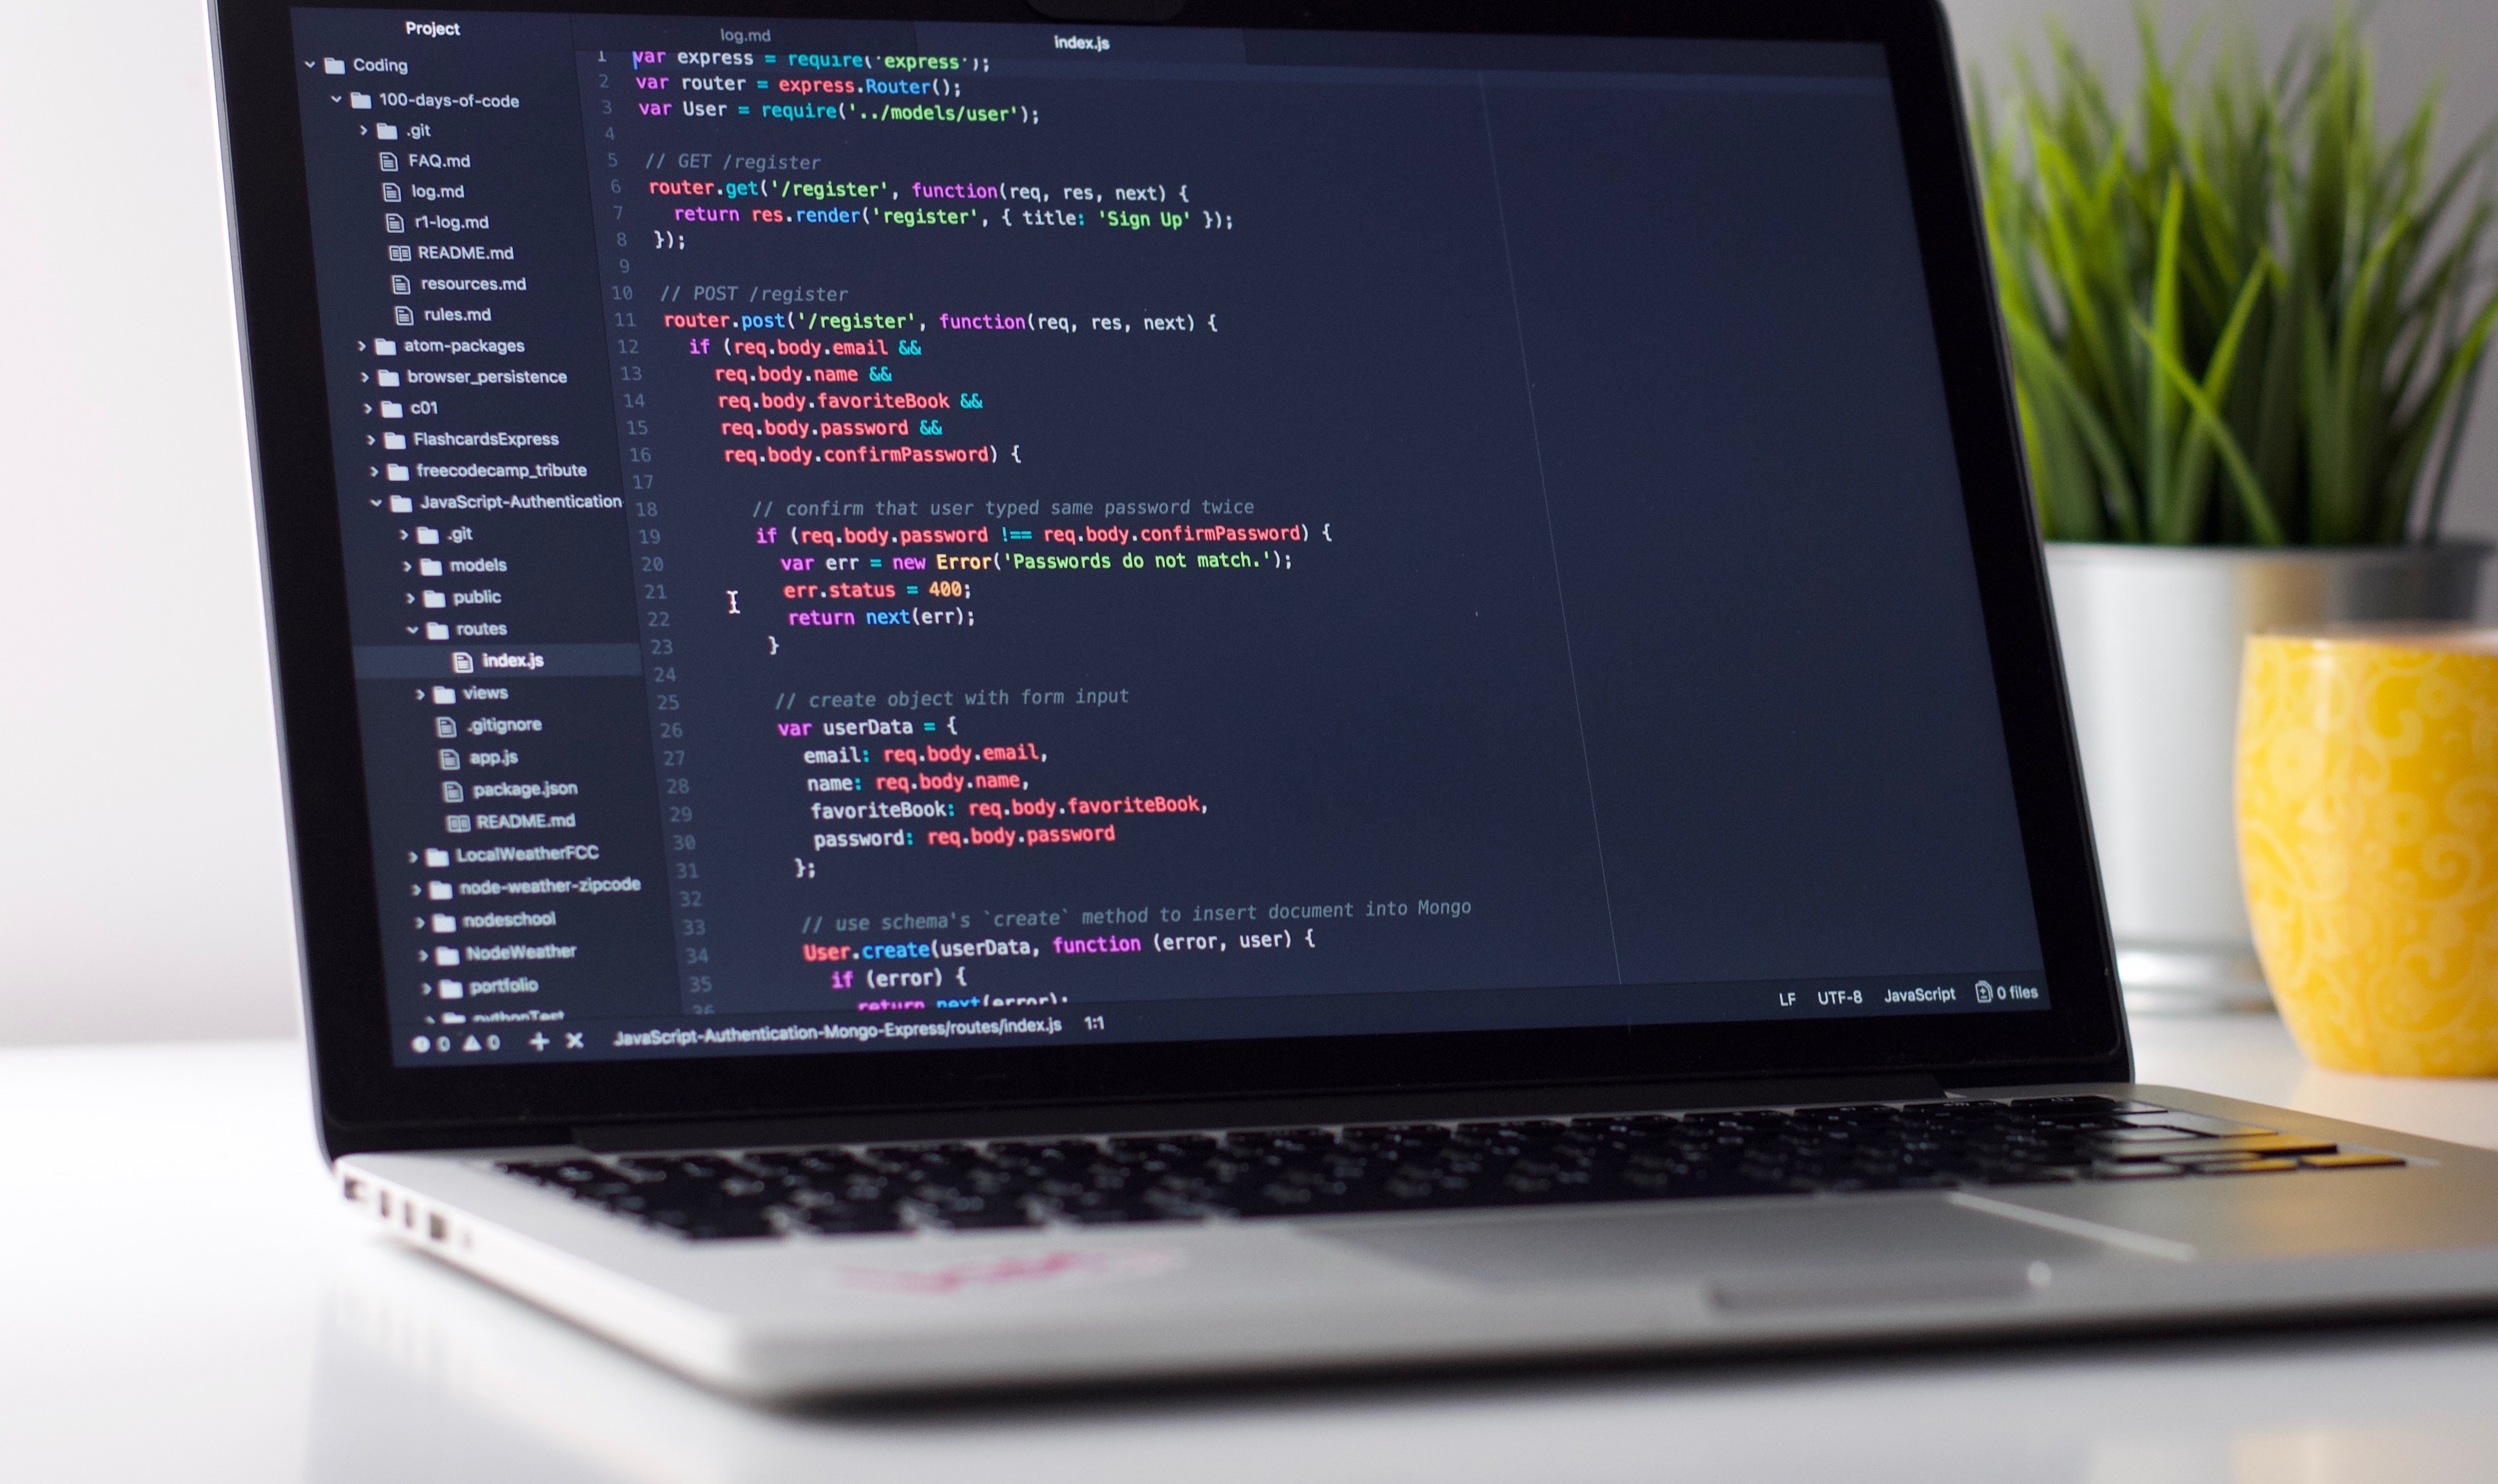 Project
Coding
100-days-of-code
.git
FAQ.md
log.md
r1-log.md
README.md
resources.md
rules.md
atom-packages
browser_persistence
c01
FlashcardsExpress
freecodecamp_tribute
JavaScript-Authentication
.git
models
public
routes
index.js
views
.gitignore
app.js
package.json
README.md
LocalWeatherFCC
node-weather-zipcode
nodeschool
NodeWeather
portfolio
pythonTest
log.md
index.js
1 var express = require('express');
2 var router = express.Router();
3 var User = require('../models/user');
4
5 // GET /register
6 router.get('/register', function(req, res, next) {
7 return res.render('register', { title: 'Sign Up' });
8 });
9
10 // POST /register
11 router.post('/register', function(req, res, next) {
12 if (req.body.email &&
13 req.body.name &&
14 req.body.favoriteBook &&
15 req.body.password &&
16 req.body.confirmPassword) {
17
18 // confirm that user typed same password twice
19 if (req.body.password !== req.body.confirmPassword) {
20 var err = new Error('Passwords do not match.');
21 err.status = 400;
22 return next(err);
23 }
24
25 // create object with form input
26 var userData = {
27 email: req.body.email,
28 name: req.body.name,
29 favoriteBook: req.body.favoriteBook,
30 password: req.body.password
31 };
32
33 // use schema's `create` method to insert document into Mongo
34 User.create(userData, function (error, user) {
35 if (error) {
36 return next(error);
0 0 + × JavaScript-Authentication-Mongo-Express/routes/index.js 1:1 LF UTF-8 JavaScript 0 files